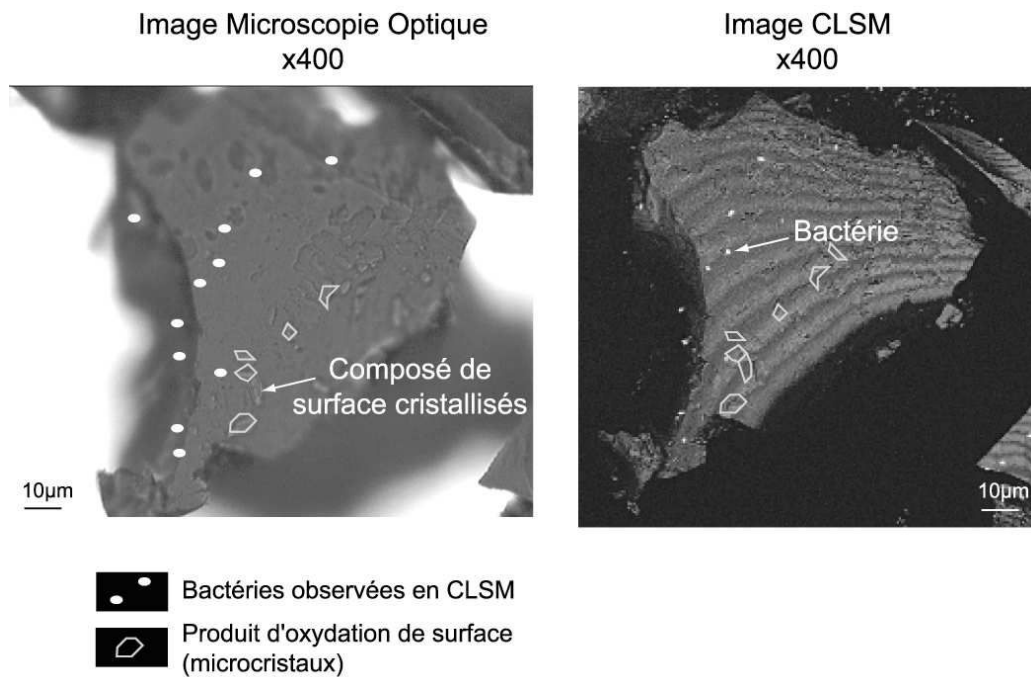 Image Microscopie Optique
x400
Image CLSM
x400
Composé de
surface cristallisés
10µm
Bactérie
10µm
Bactéries observées en CLSM
Produit d'oxydation de surface
(microcristaux)